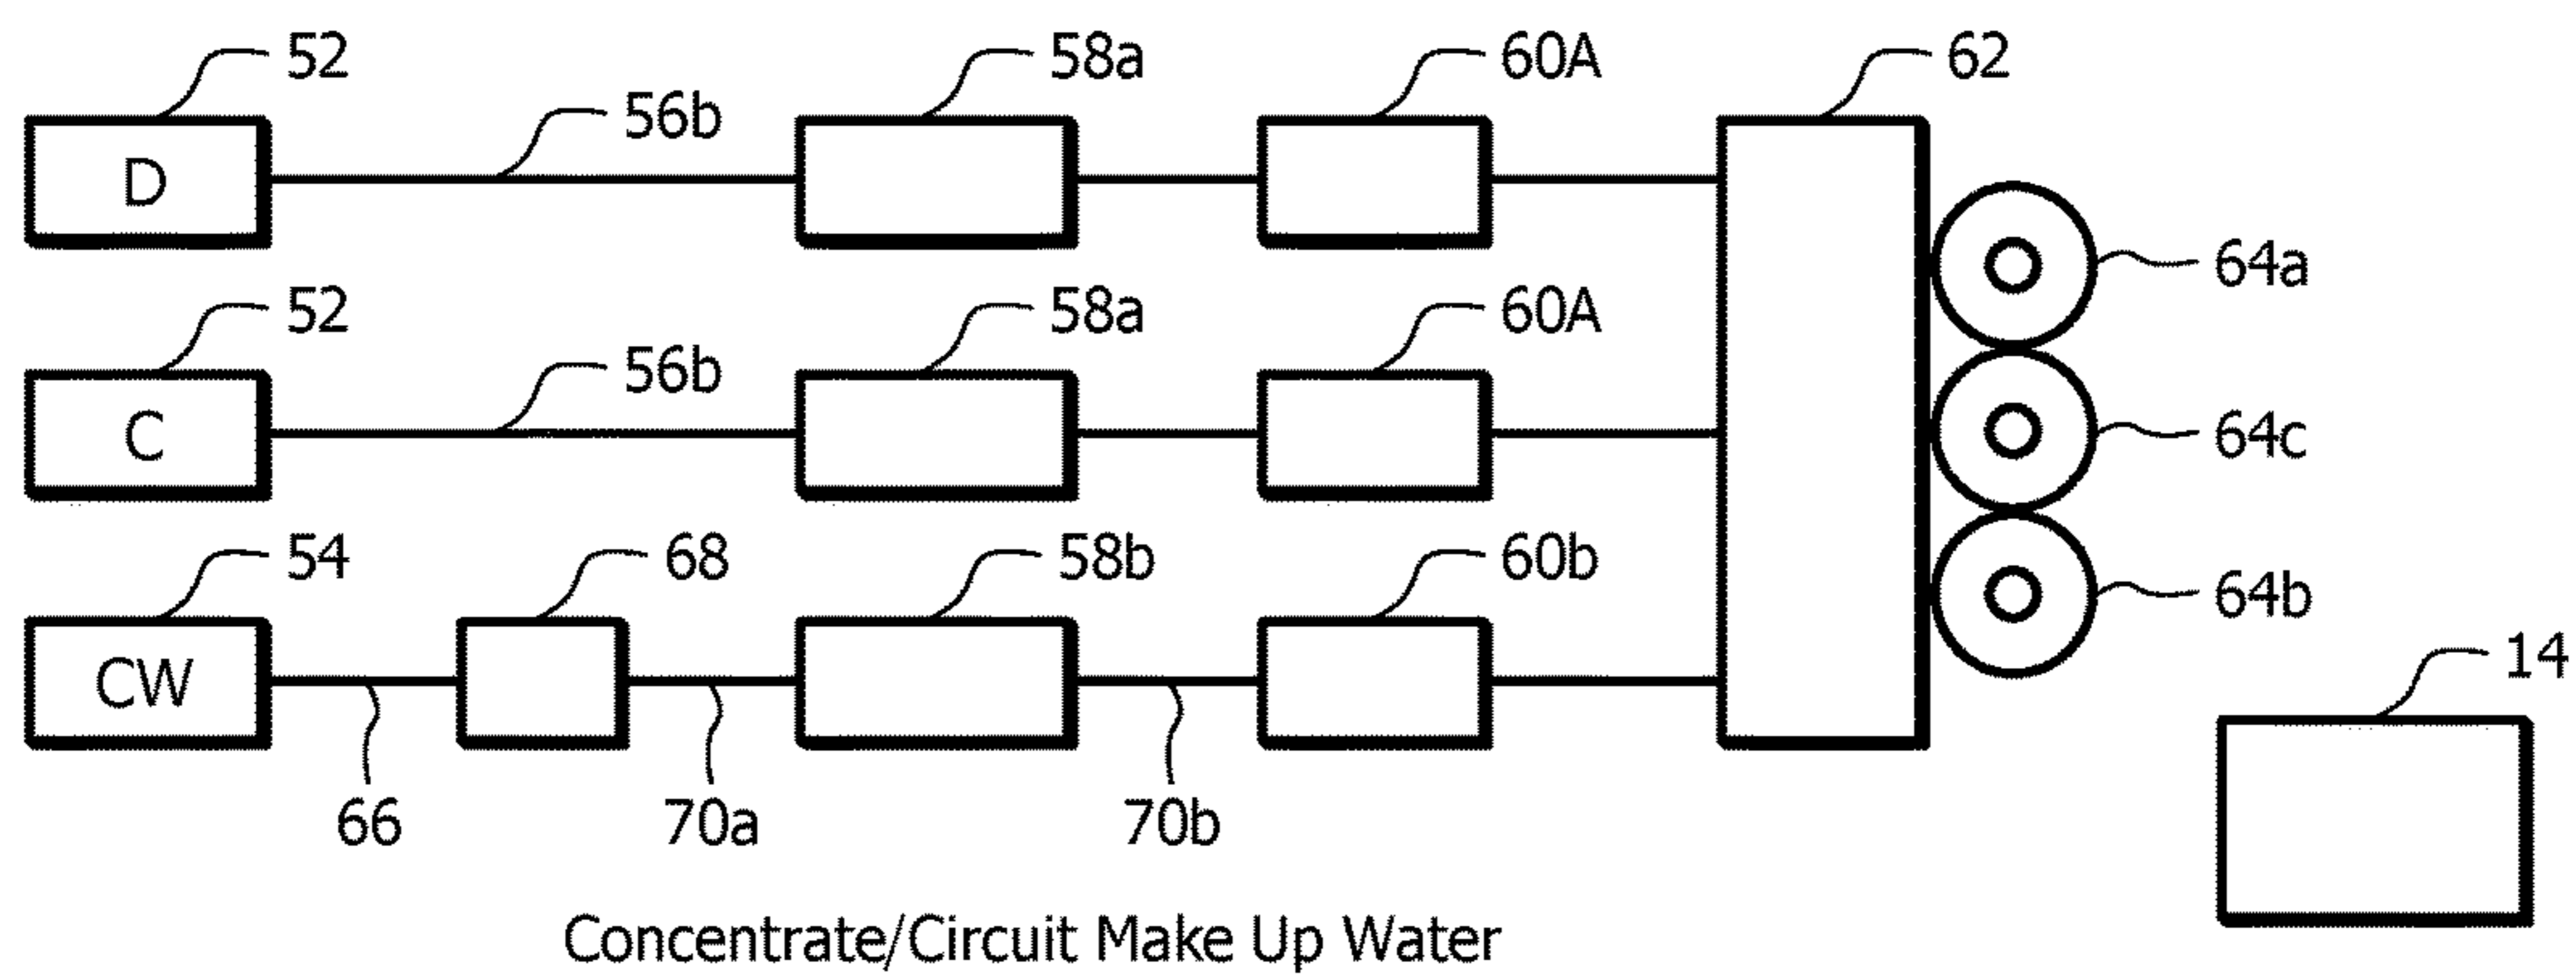 52
58a
60A
62
56b
D
64a
52
58a
60A
56b
C
64c
54
68
58b
60b
64b
CW
14
66
70a
70b
Concentrate/Circuit Make Up Water